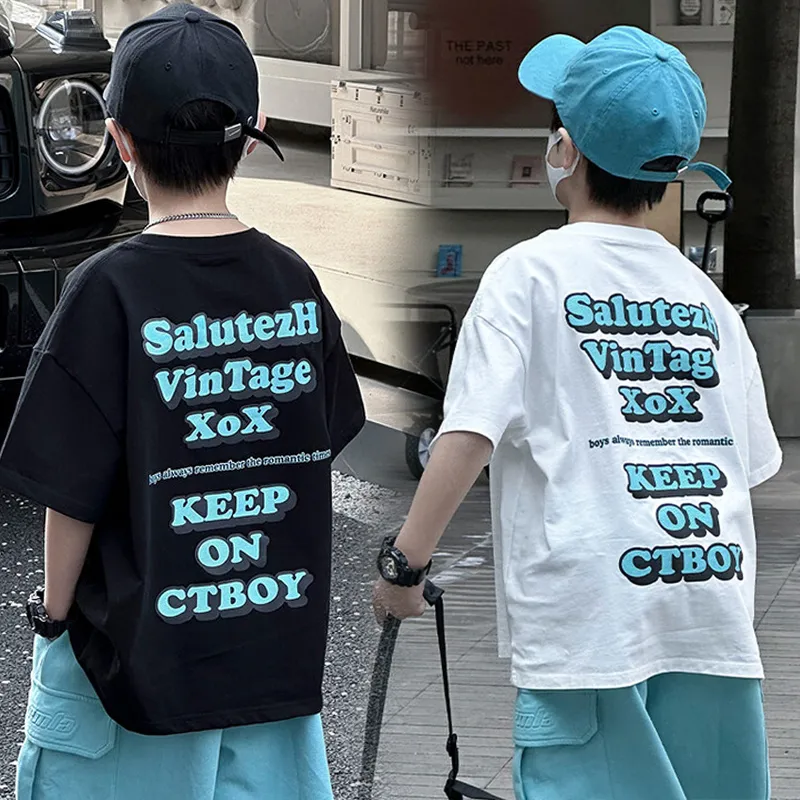 THE PAST
not here
SalutezH
VinTage
XoX
boys always remember the romantic times
KEEP
ON
CTBOY
SalutezH
VinTag
XoX
boys always remember the romantic
KEEP
ON
CTBOY